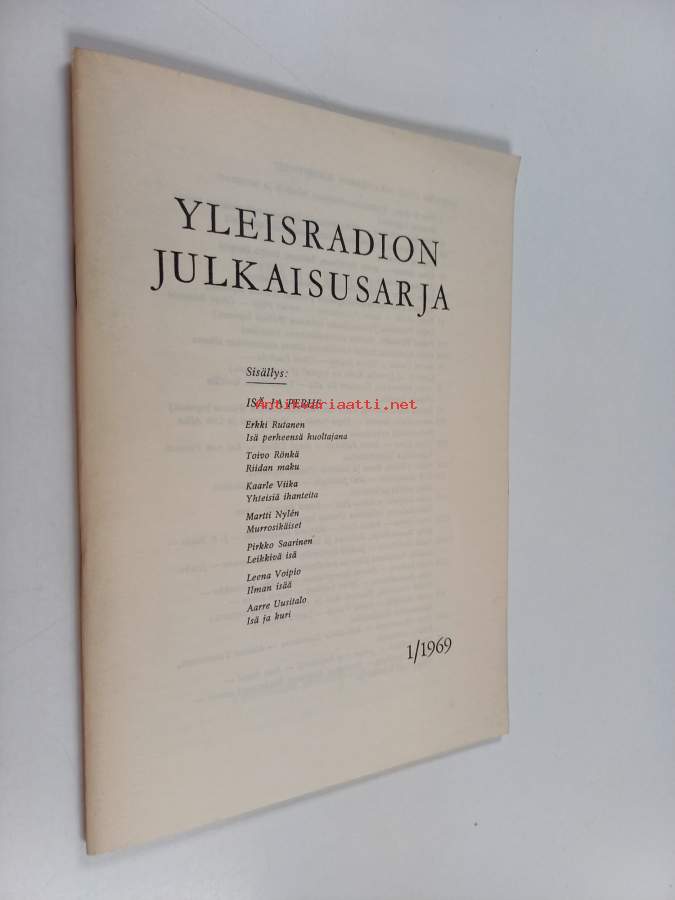 YLEISRADION
JULKAISUSARJA
Sisällys:
ISÄ JA PERHE
Antikvariaatti.net
Erkki Rutanen
Isä perheensä huoltajana
Toivo Rönkä
Riidan maku
Kaarle Viika
Yhteisiä ihanteita
Martti Nylén
Murrosikäiset
Pirkko Saarinen
Leikkivä isä
Leena Voipio
Ilman isää
Aarre Uusitalo
Isä ja kuri
1/1969